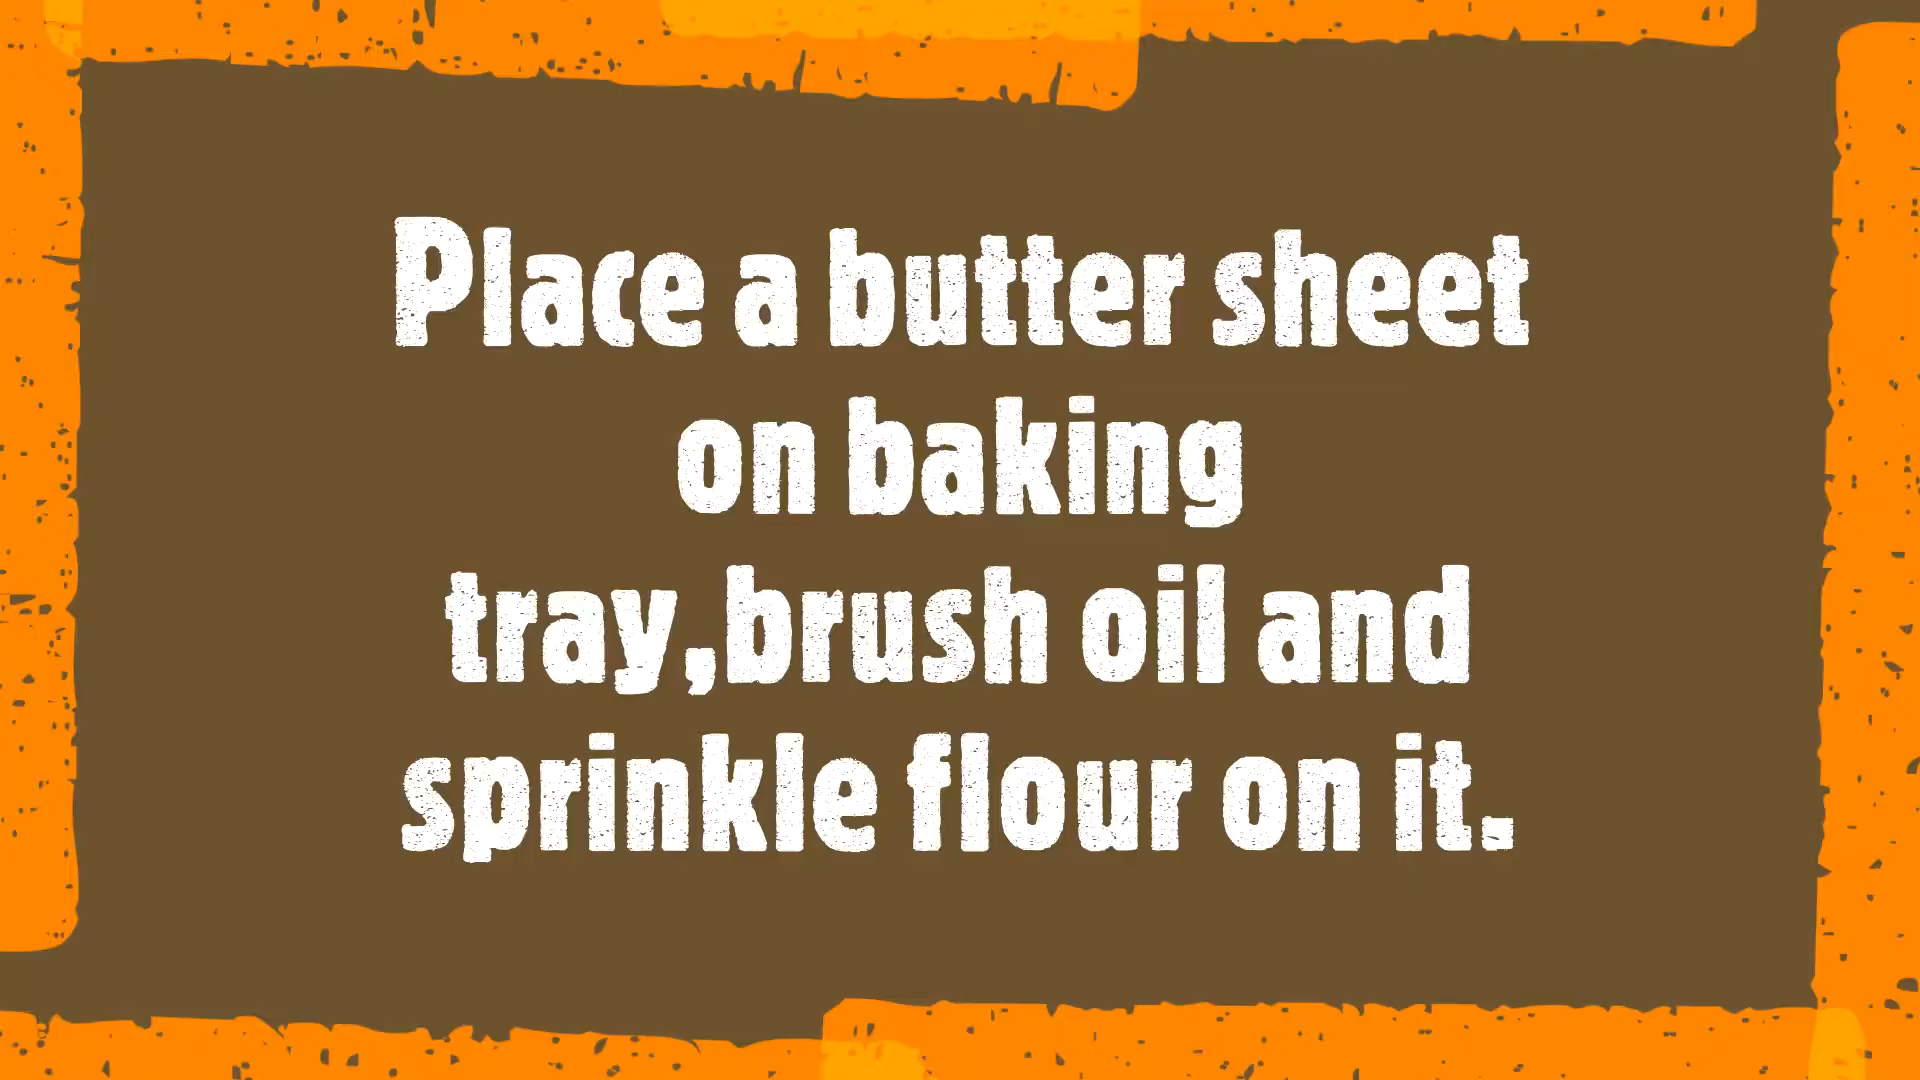 Place a butter sheet
on baking
tray,brush oil and
sprinkle flour on it.